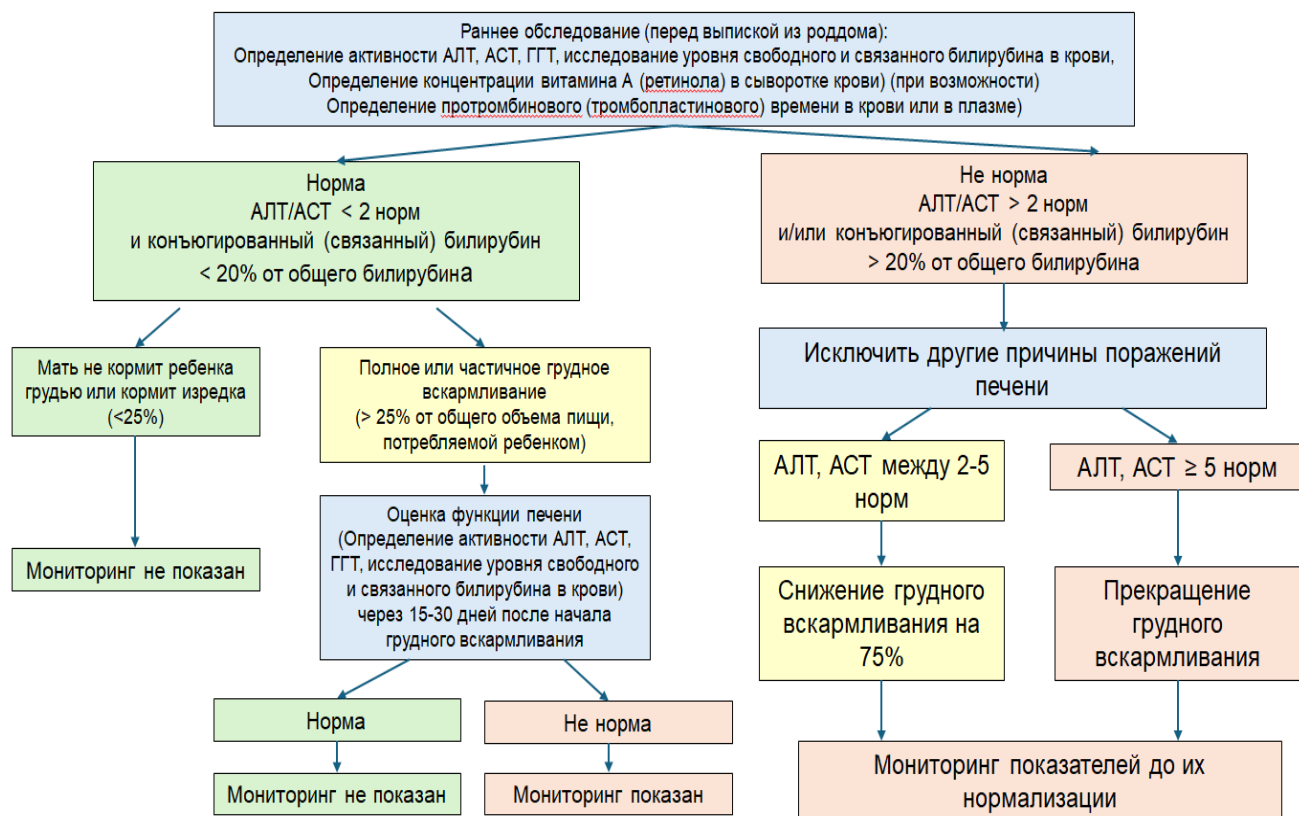 Раннее обследование (перед выпиской из роддома):
Определение активности АЛТ, АСТ, ГГТ, исследование уровня свободного и связанного билирубина в крови,
Определение концентрации витамина А (ретинола) в сыворотке крови) (при возможности)
Определение протромбинового (тромбопластинового) времени в крови или в плазме)
Норма
АЛТ/АСТ < 2 норм
и конъюгированный (связанный) билирубин
< 20% от общего билирубина
Не норма
АЛТ/АСТ > 2 норм
и/или конъюгированный (связанный) билирубин
> 20% от общего билирубина
Мать не кормит ребенка
грудью или кормит изредка
(<25%)
Полное или частичное грудное
вскармливание
(> 25% от общего объема пищи,
потребляемой ребенком)
Исключить другие причины поражений
печени
АЛТ, АСТ между 2-5
норм
АЛТ, АСТ ≥ 5 норм
Мониторинг не показан
Оценка функции печени
(Определение активности АЛТ, АСТ,
ГГТ, исследование уровня свободного
и связанного билирубина в крови)
через 15-30 дней после начала
грудного вскармливания
Снижение грудного
вскармливания на
75%
Прекращение
грудного
вскармливания
Норма
Не норма
Мониторинг не показан
Мониторинг показан
Мониторинг показателей до их
нормализации